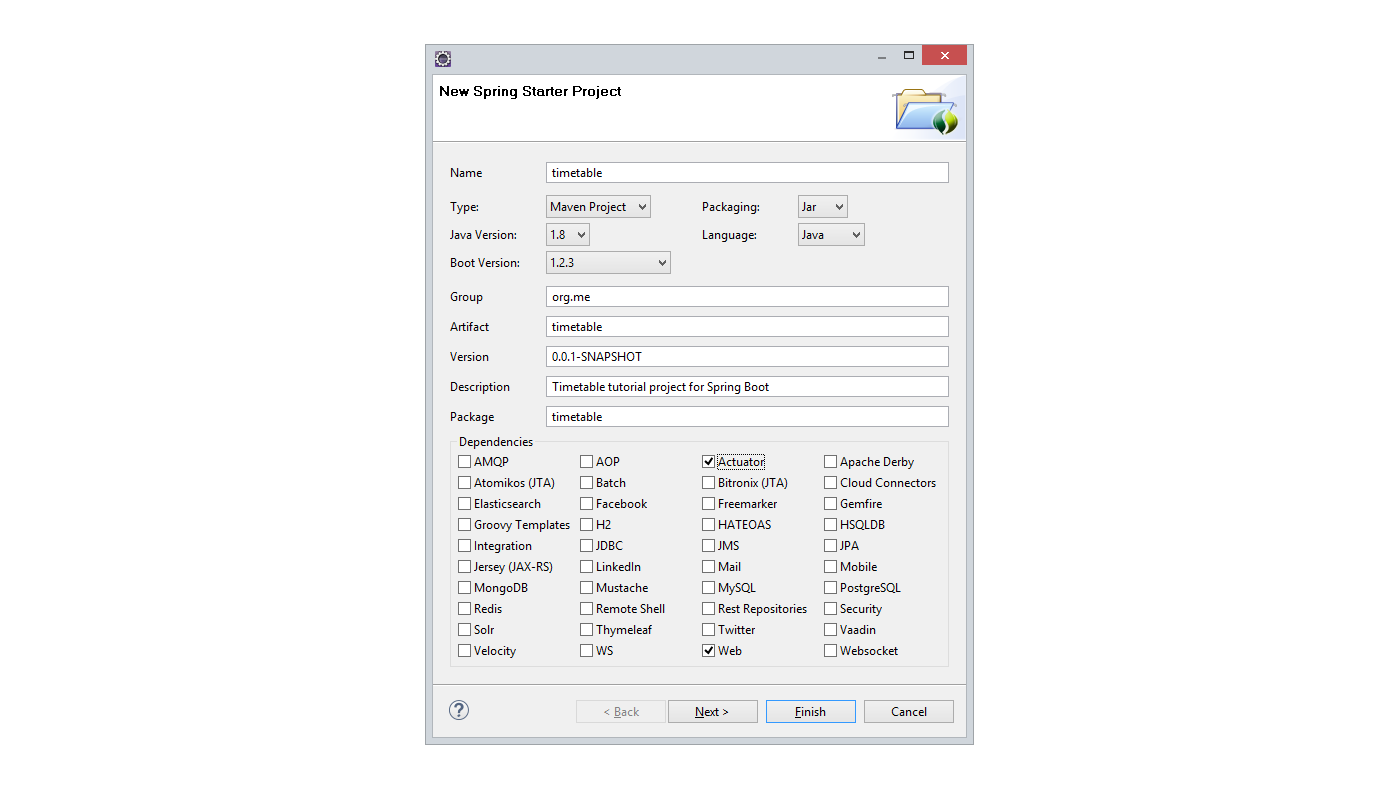 New Spring Starter Project
Name timetable
Type: Maven Project Packaging: Jar
Java Version: 1.8 Language: Java
Boot Version: 1.2.3
Group org.me
Artifact timetable
Version 0.0.1-SNAPSHOT
Description Timetable tutorial project for Spring Boot
Package timetable
Dependencies
AMQP AOP Actuator Apache Derby
Atomikos (JTA) Batch Bitronix (JTA) Cloud Connectors
Elasticsearch Facebook Freemarker Gemfire
Groovy Templates H2 HATEOAS HSQLDB
Integration JDBC JMS JPA
Jersey (JAX-RS) LinkedIn Mail Mobile
MongoDB Mustache MySQL PostgreSQL
Redis Remote Shell Rest Repositories Security
Solr Thymeleaf Twitter Vaadin
Velocity WS Web Websocket
? < Back Next > Finish Cancel